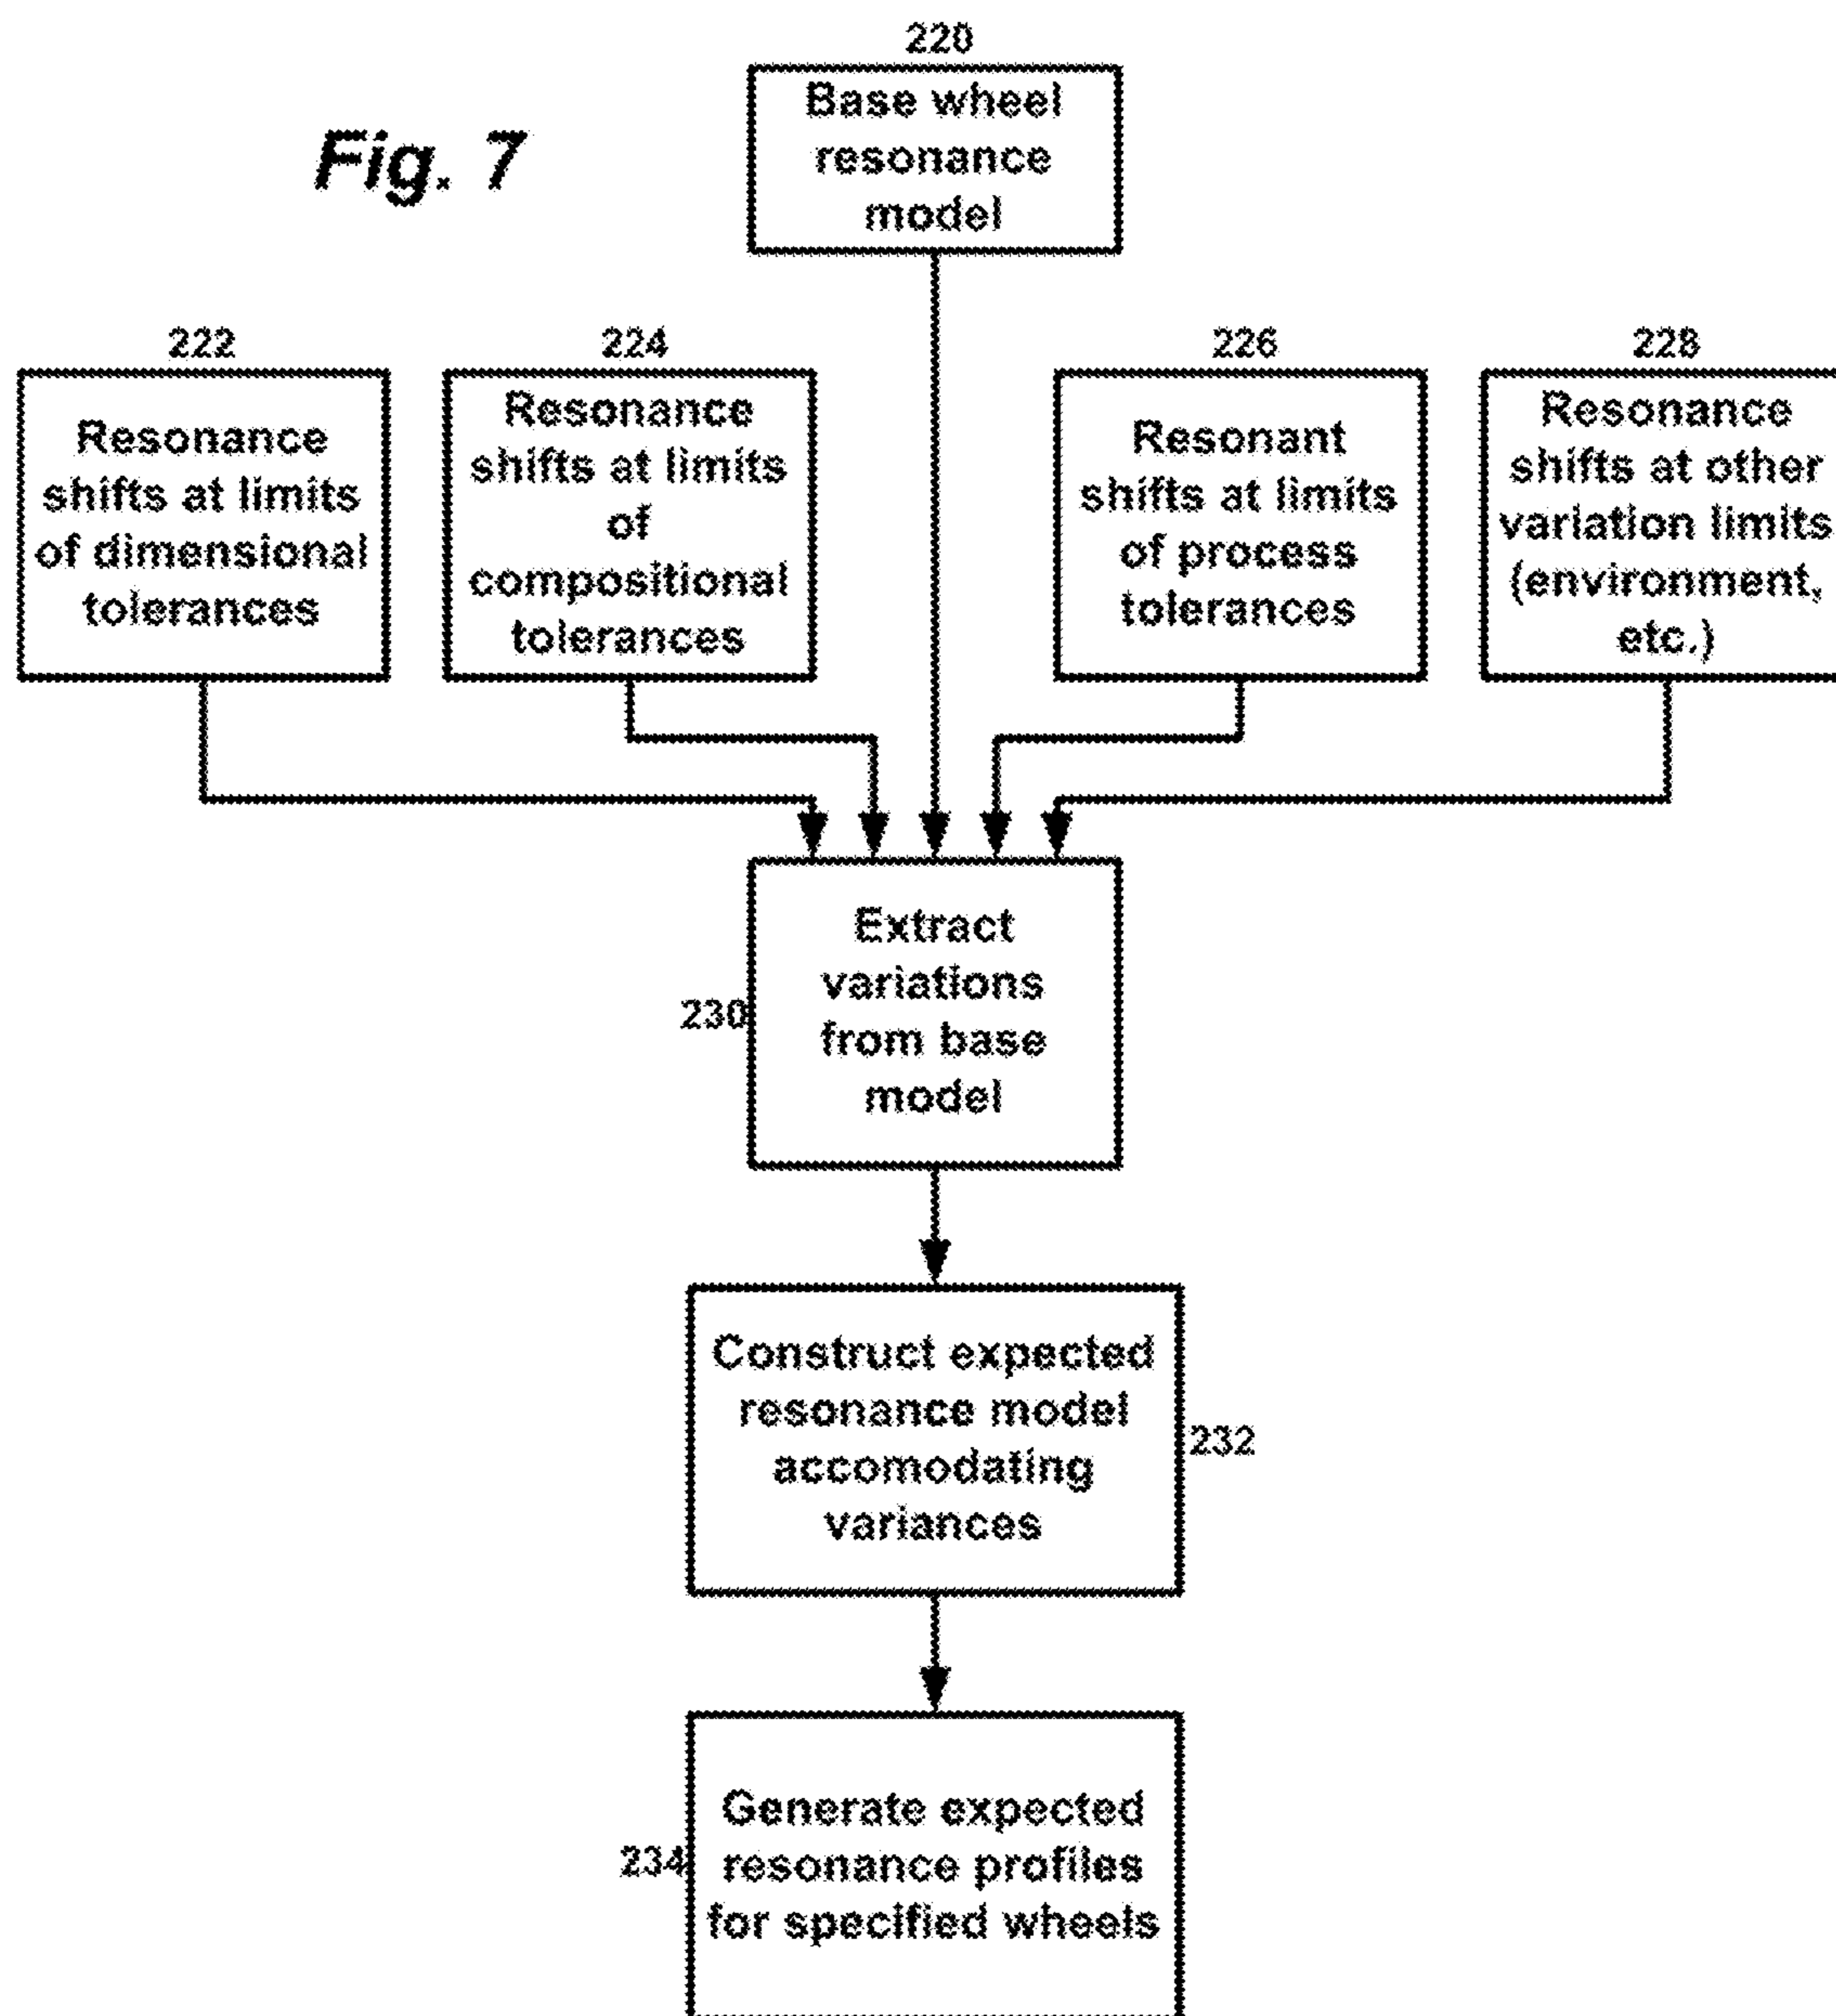 220
Base wheel
resonance
model
Fig. 7
222
Resonance
shifts at limits
of dimensional
tolerances
224
Resonance
shifts at limits
of
compositional
tolerances
226
Resonant
shifts at limits
of process
tolerances
228
Resonance
shifts at other
variation limits
(environment,
etc.)
230
Extract
variations
from base
model
Construct expected
resonance model
accomodating
variances
232
234
Generate expected
resonance profiles
for specified wheels